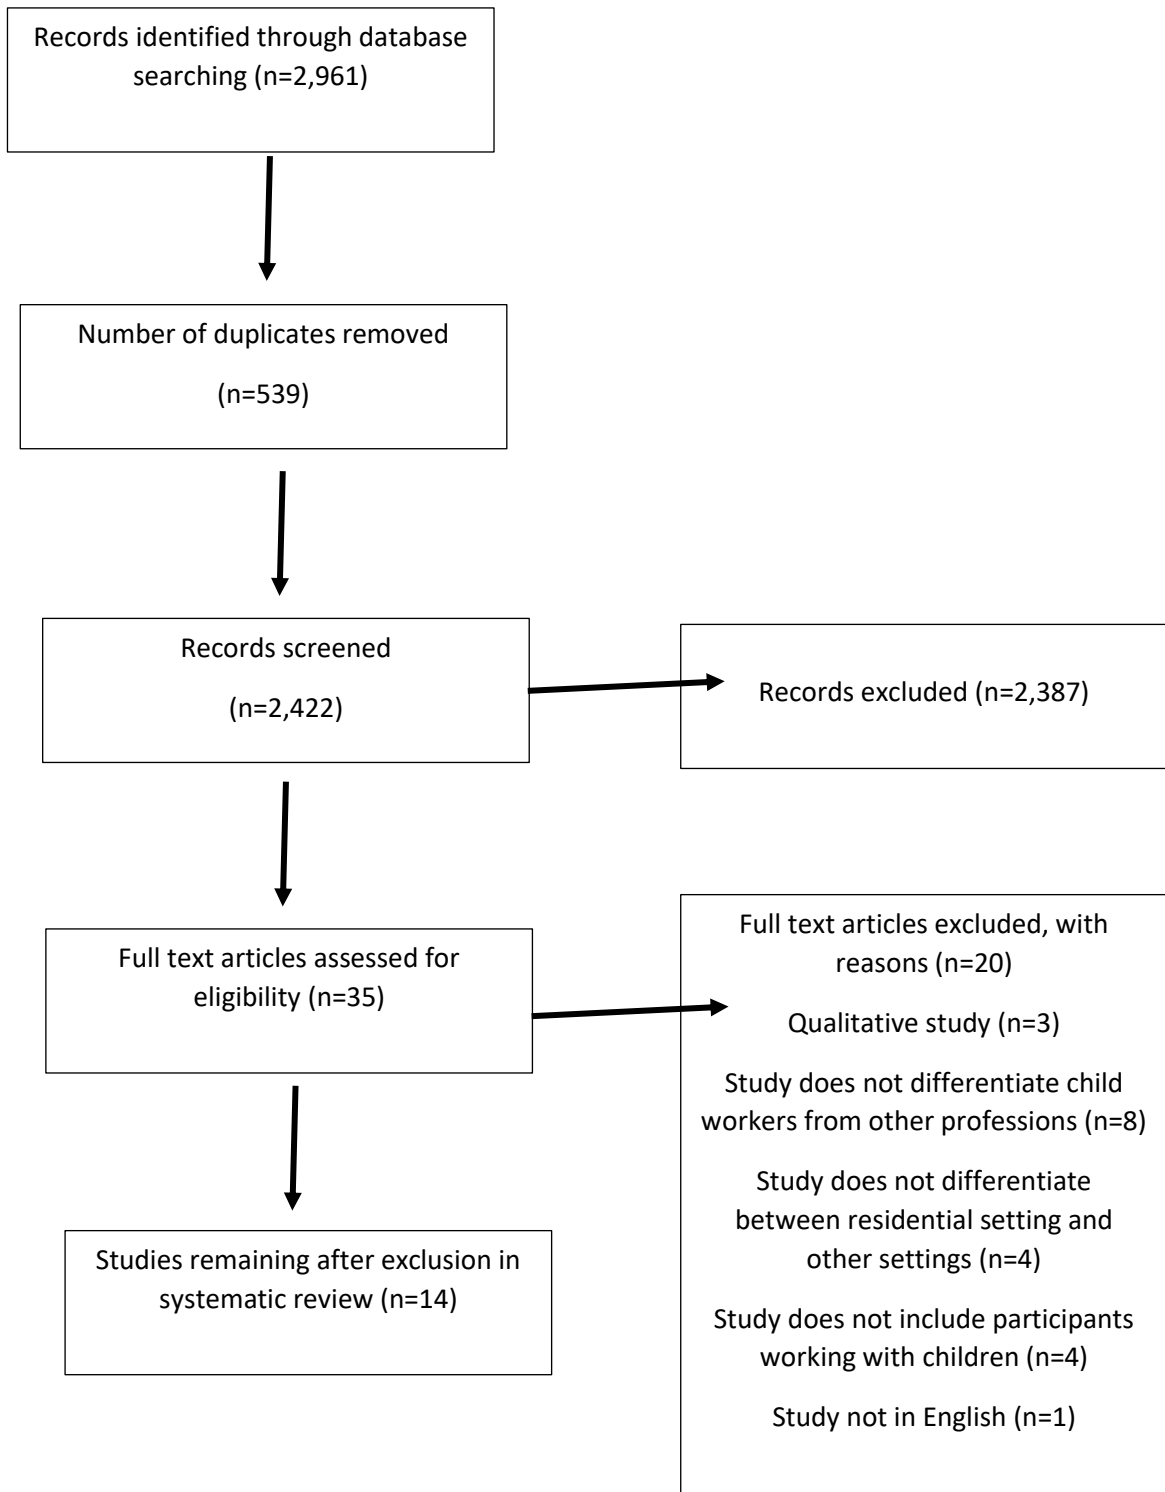 Records identified through database
searching (n=2,961)
Number of duplicates removed
(n=539)
Records screened
(n=2,422)
Records excluded (n=2,387)
Full text articles assessed for
eligibility (n=35)
Full text articles excluded, with
reasons (n=20)
Qualitative study (n=3)
Study does not differentiate child
workers from other professions (n=8)
Study does not differentiate
between residential setting and
other settings (n=4)
Study does not include participants
working with children (n=4)
Study not in English (n=1)
Studies remaining after exclusion in
systematic review (n=14)